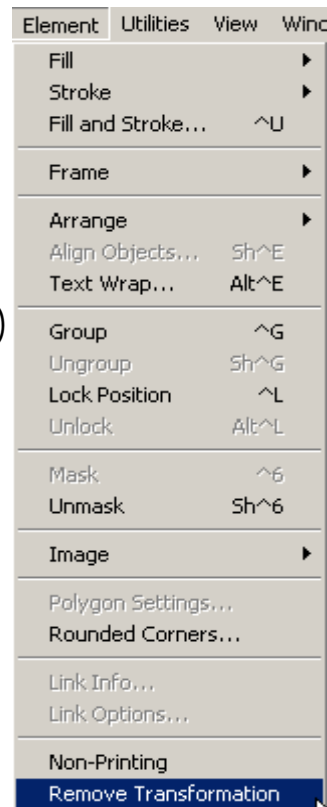 Element Utilities View Winc
Fill
Stroke
Fill and Stroke... ^U
Frame
Arrange
Align Objects... Sh^E
Text Wrap... Alt^E
)
Group ^G
Ungroup Sh^G
Lock Position ^L
Unlock Alt^L
Mask ^6
Unmask Sh^6
Image
Polygon Settings...
Rounded Corners...
Link Info...
Link Options...
Non-Printing
Remove Transformation